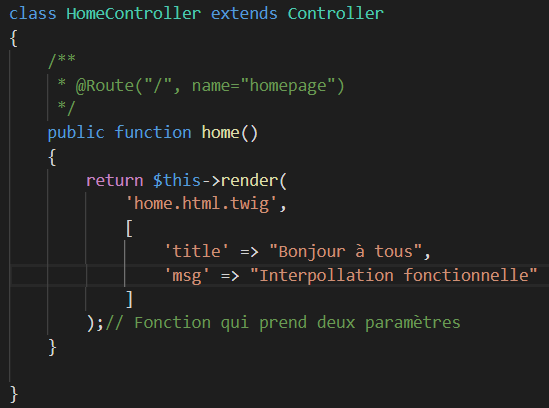 class HomeController extends Controller
{
    /**
     * @Route("/", name="homepage")
     */
    public function home()
    {
        return $this->render(
            'home.html.twig',
            [
                'title' => "Bonjour à tous",
                'msg' => "Interpollation fonctionnelle"
            ]
        );// Fonction qui prend deux paramètres
    }
}